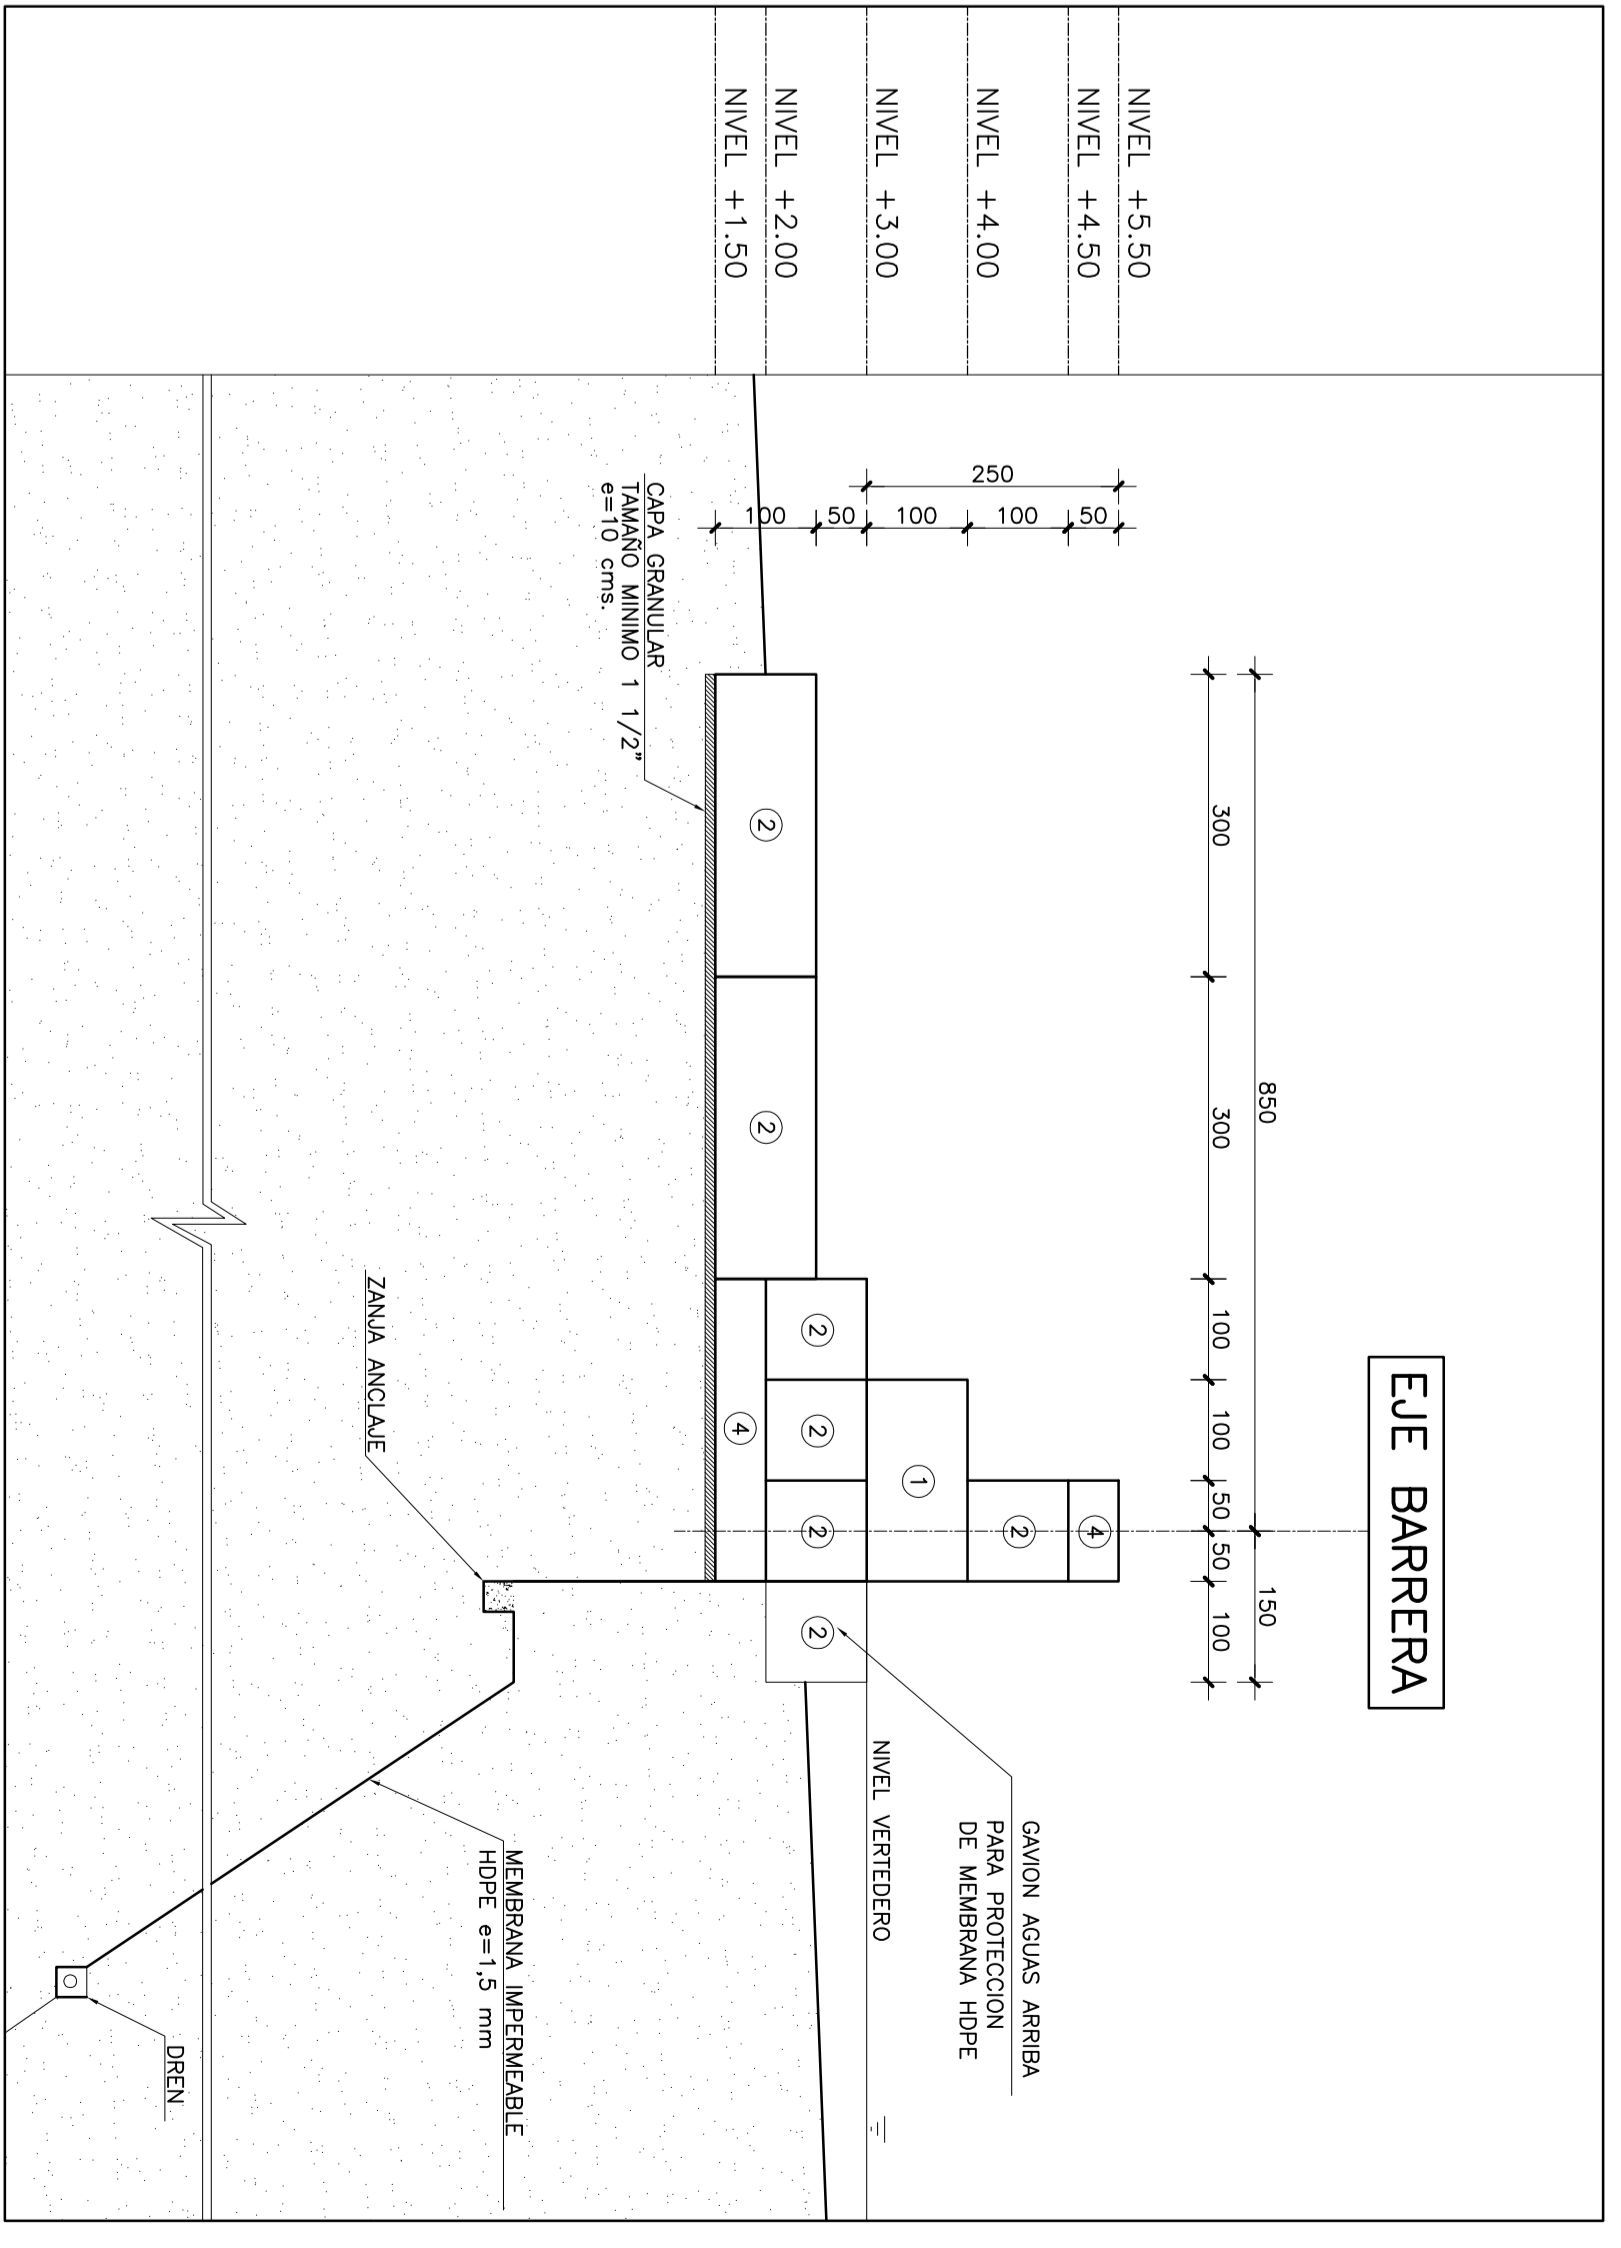 EJE BARRERA
850
150
300
300
100
100
50
50
100
NIVEL +5.50
NIVEL +4.50
NIVEL +4.00
NIVEL +3.00
NIVEL +2.00
NIVEL +1.50
250
50
100
100
50
100
4
2
1
2
2
2
2
4
2
2
GAVION AGUAS ARRIBA
PARA PROTECCION
DE MEMBRANA HDPE
NIVEL VERTEDERO
CAPA GRANULAR
TAMAÑO MINIMO 1 1/2"
e=10 cms.
MEMBRANA IMPERMEABLE
HDPE e=1,5 mm
ZANJA ANCLAJE
DREN